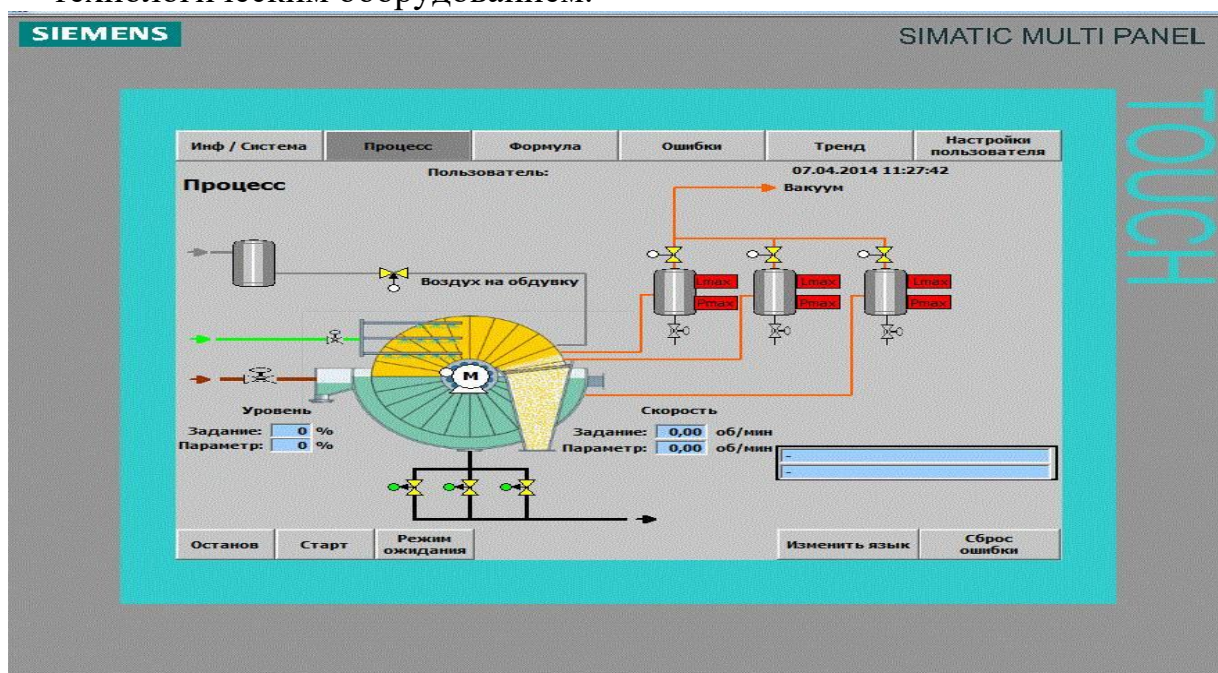 технологическим оборудованием.
SIEMENS
SIMATIC MULTI PANEL
TOUCH
Инф / Система
Процесс
Формула
Ошибки
Тренд
Настройки
пользователя
Пользователь:
07.04.2014 11:27:42
Процесс
Вакуум
Воздух на обдувку
Lmax
Pmax
Lmax
Pmax
Lmax
Pmax
M
Уровень
Задание: 0 %
Параметр: 0 %
Скорость
Задание: 0,00 об/мин
Параметр: 0,00 об/мин
-
-
Останов
Старт
Режим
ожидания
Изменить язык
Сброс
ошибки